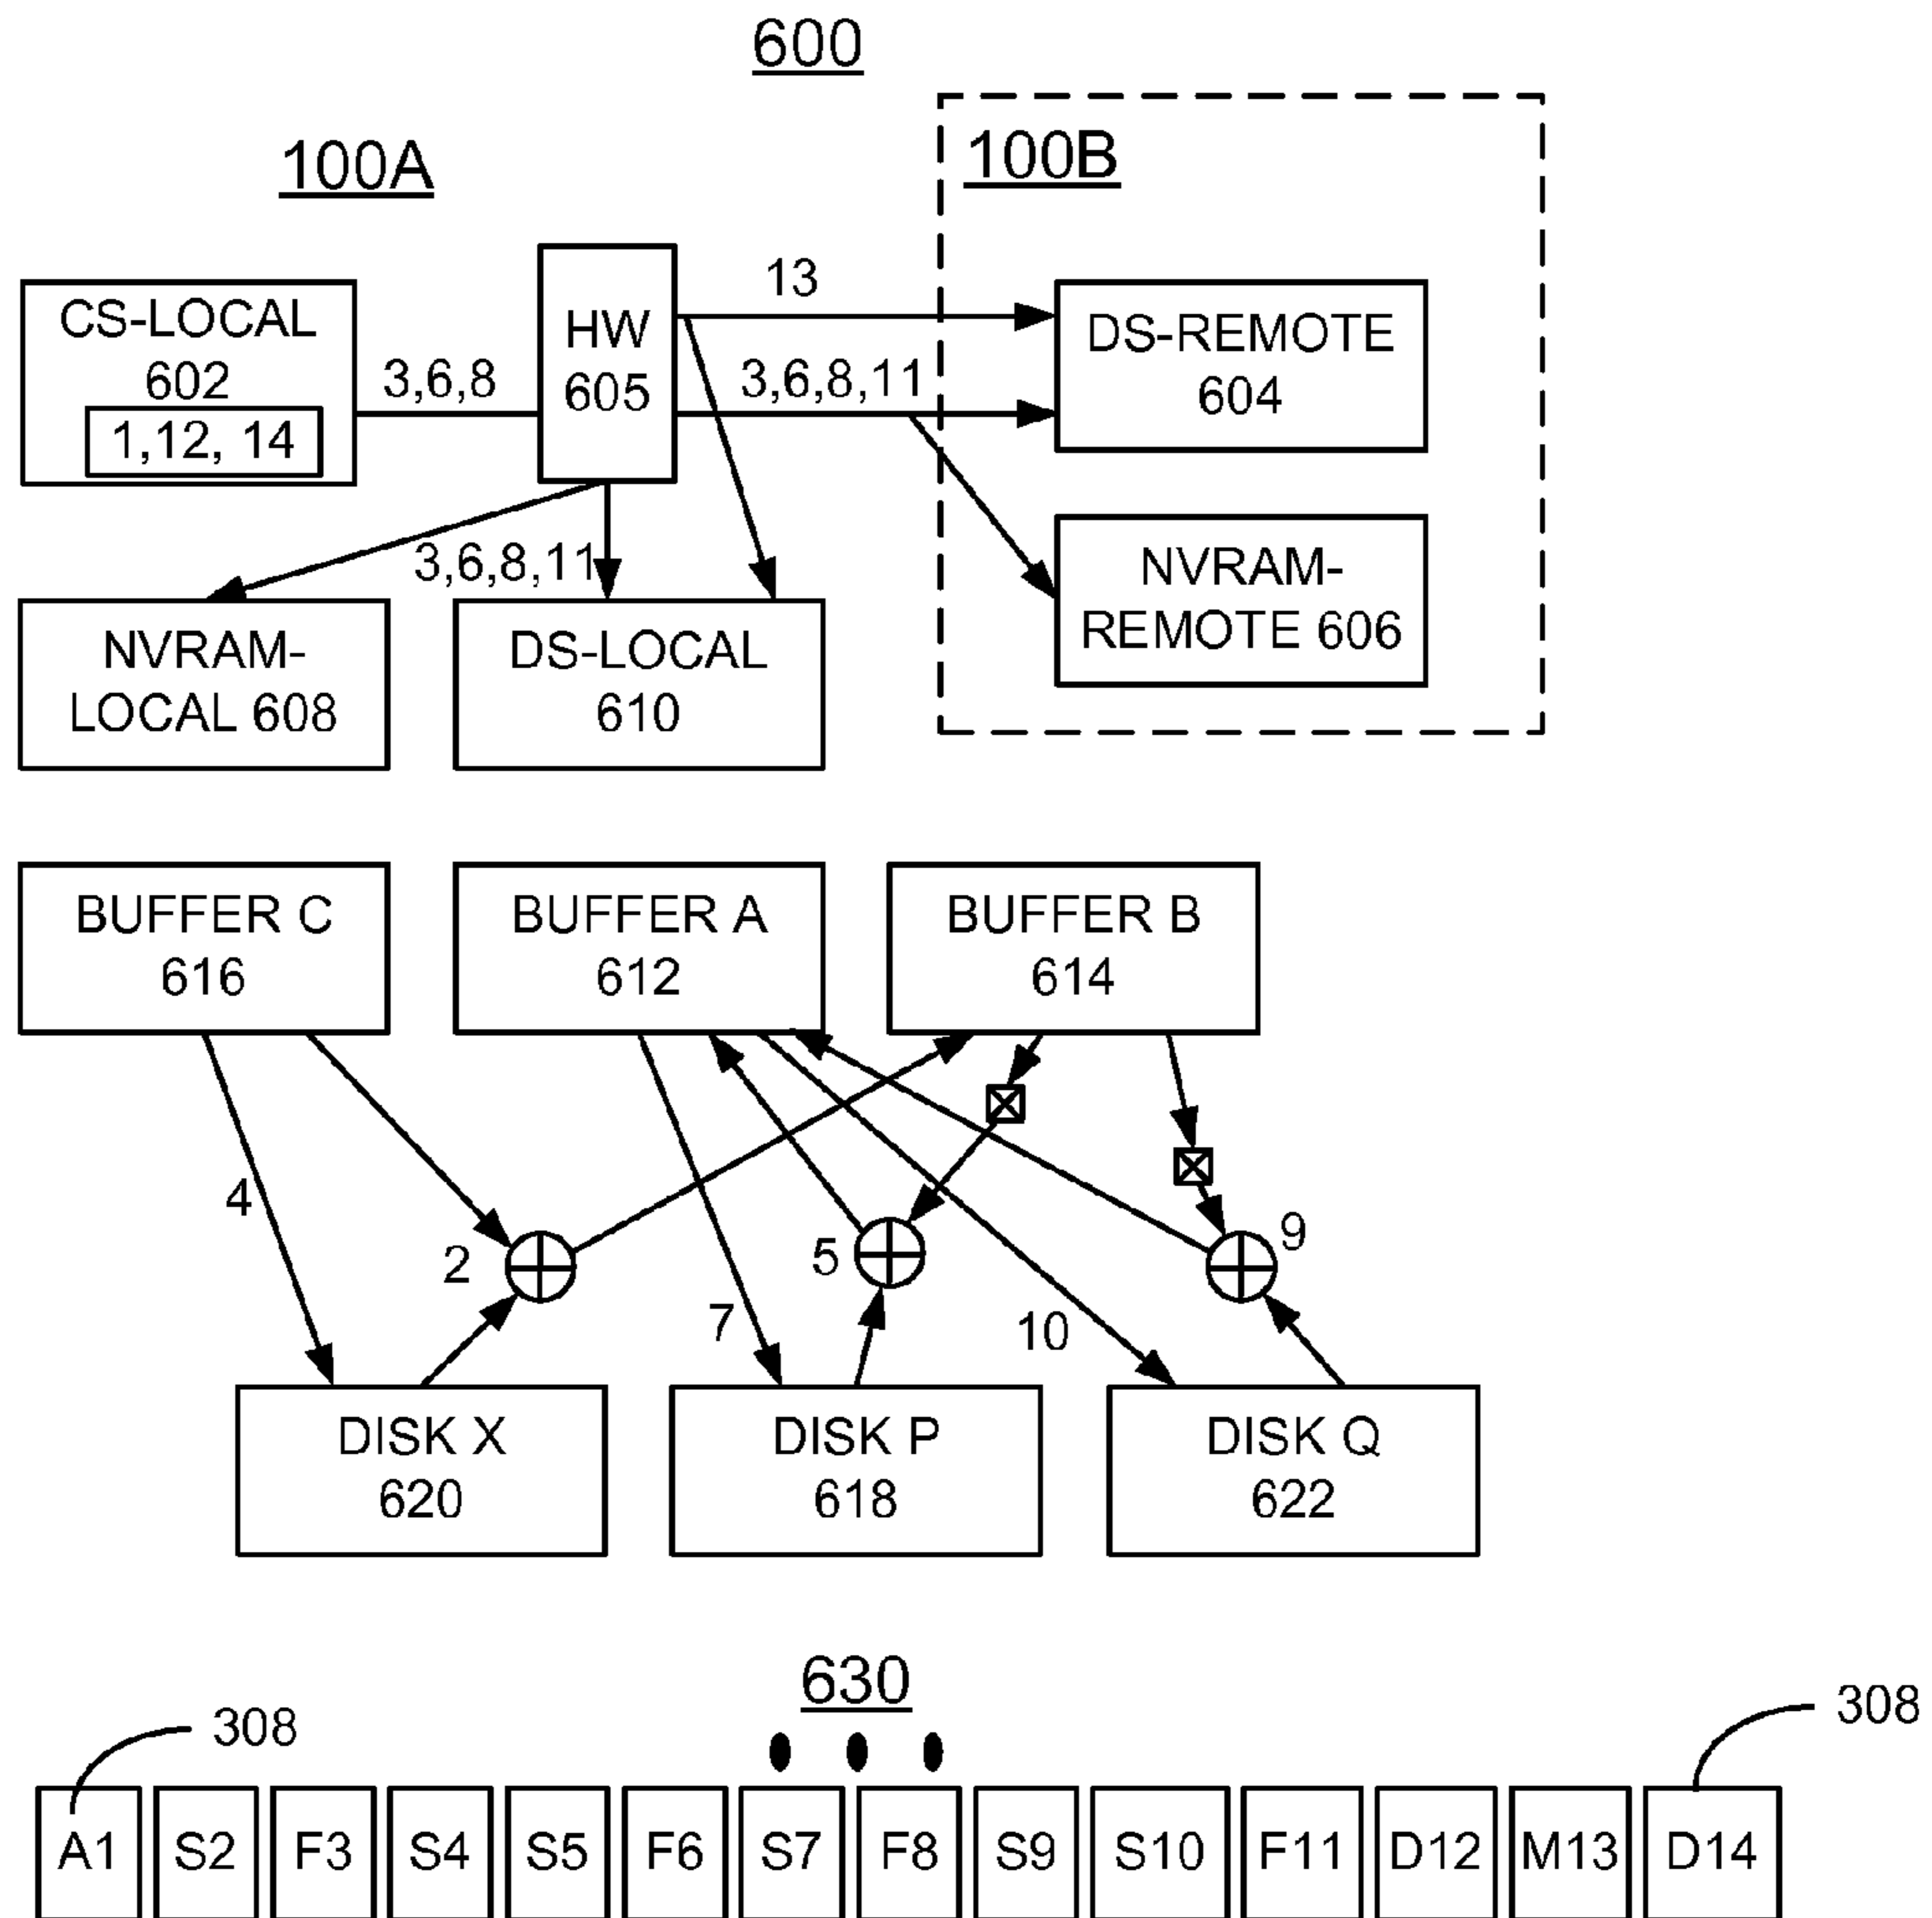 600
100A
100B
CS-LOCAL
602
1,12, 14
3,6,8
HW
605
13
3,6,8,11
DS-REMOTE
604
3,6,8,11
NVRAM-
LOCAL 608
DS-LOCAL
610
NVRAM-
REMOTE 606
BUFFER C
616
BUFFER A
612
BUFFER B
614
4
2
5
9
7
10
DISK X
620
DISK P
618
DISK Q
622
630
308
308
A1
S2
F3
S4
S5
F6
S7
F8
S9
S10
F11
D12
M13
D14